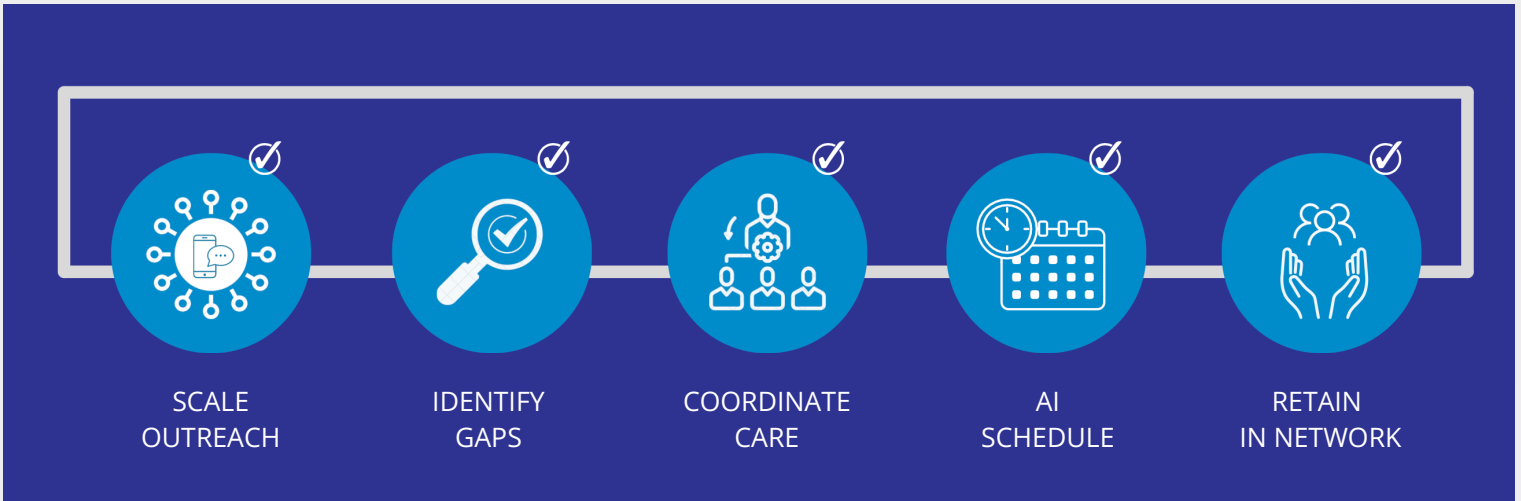 SCALE
OUTREACH
IDENTIFY
GAPS
COORDINATE
CARE
AI
SCHEDULE
RETAIN
IN NETWORK